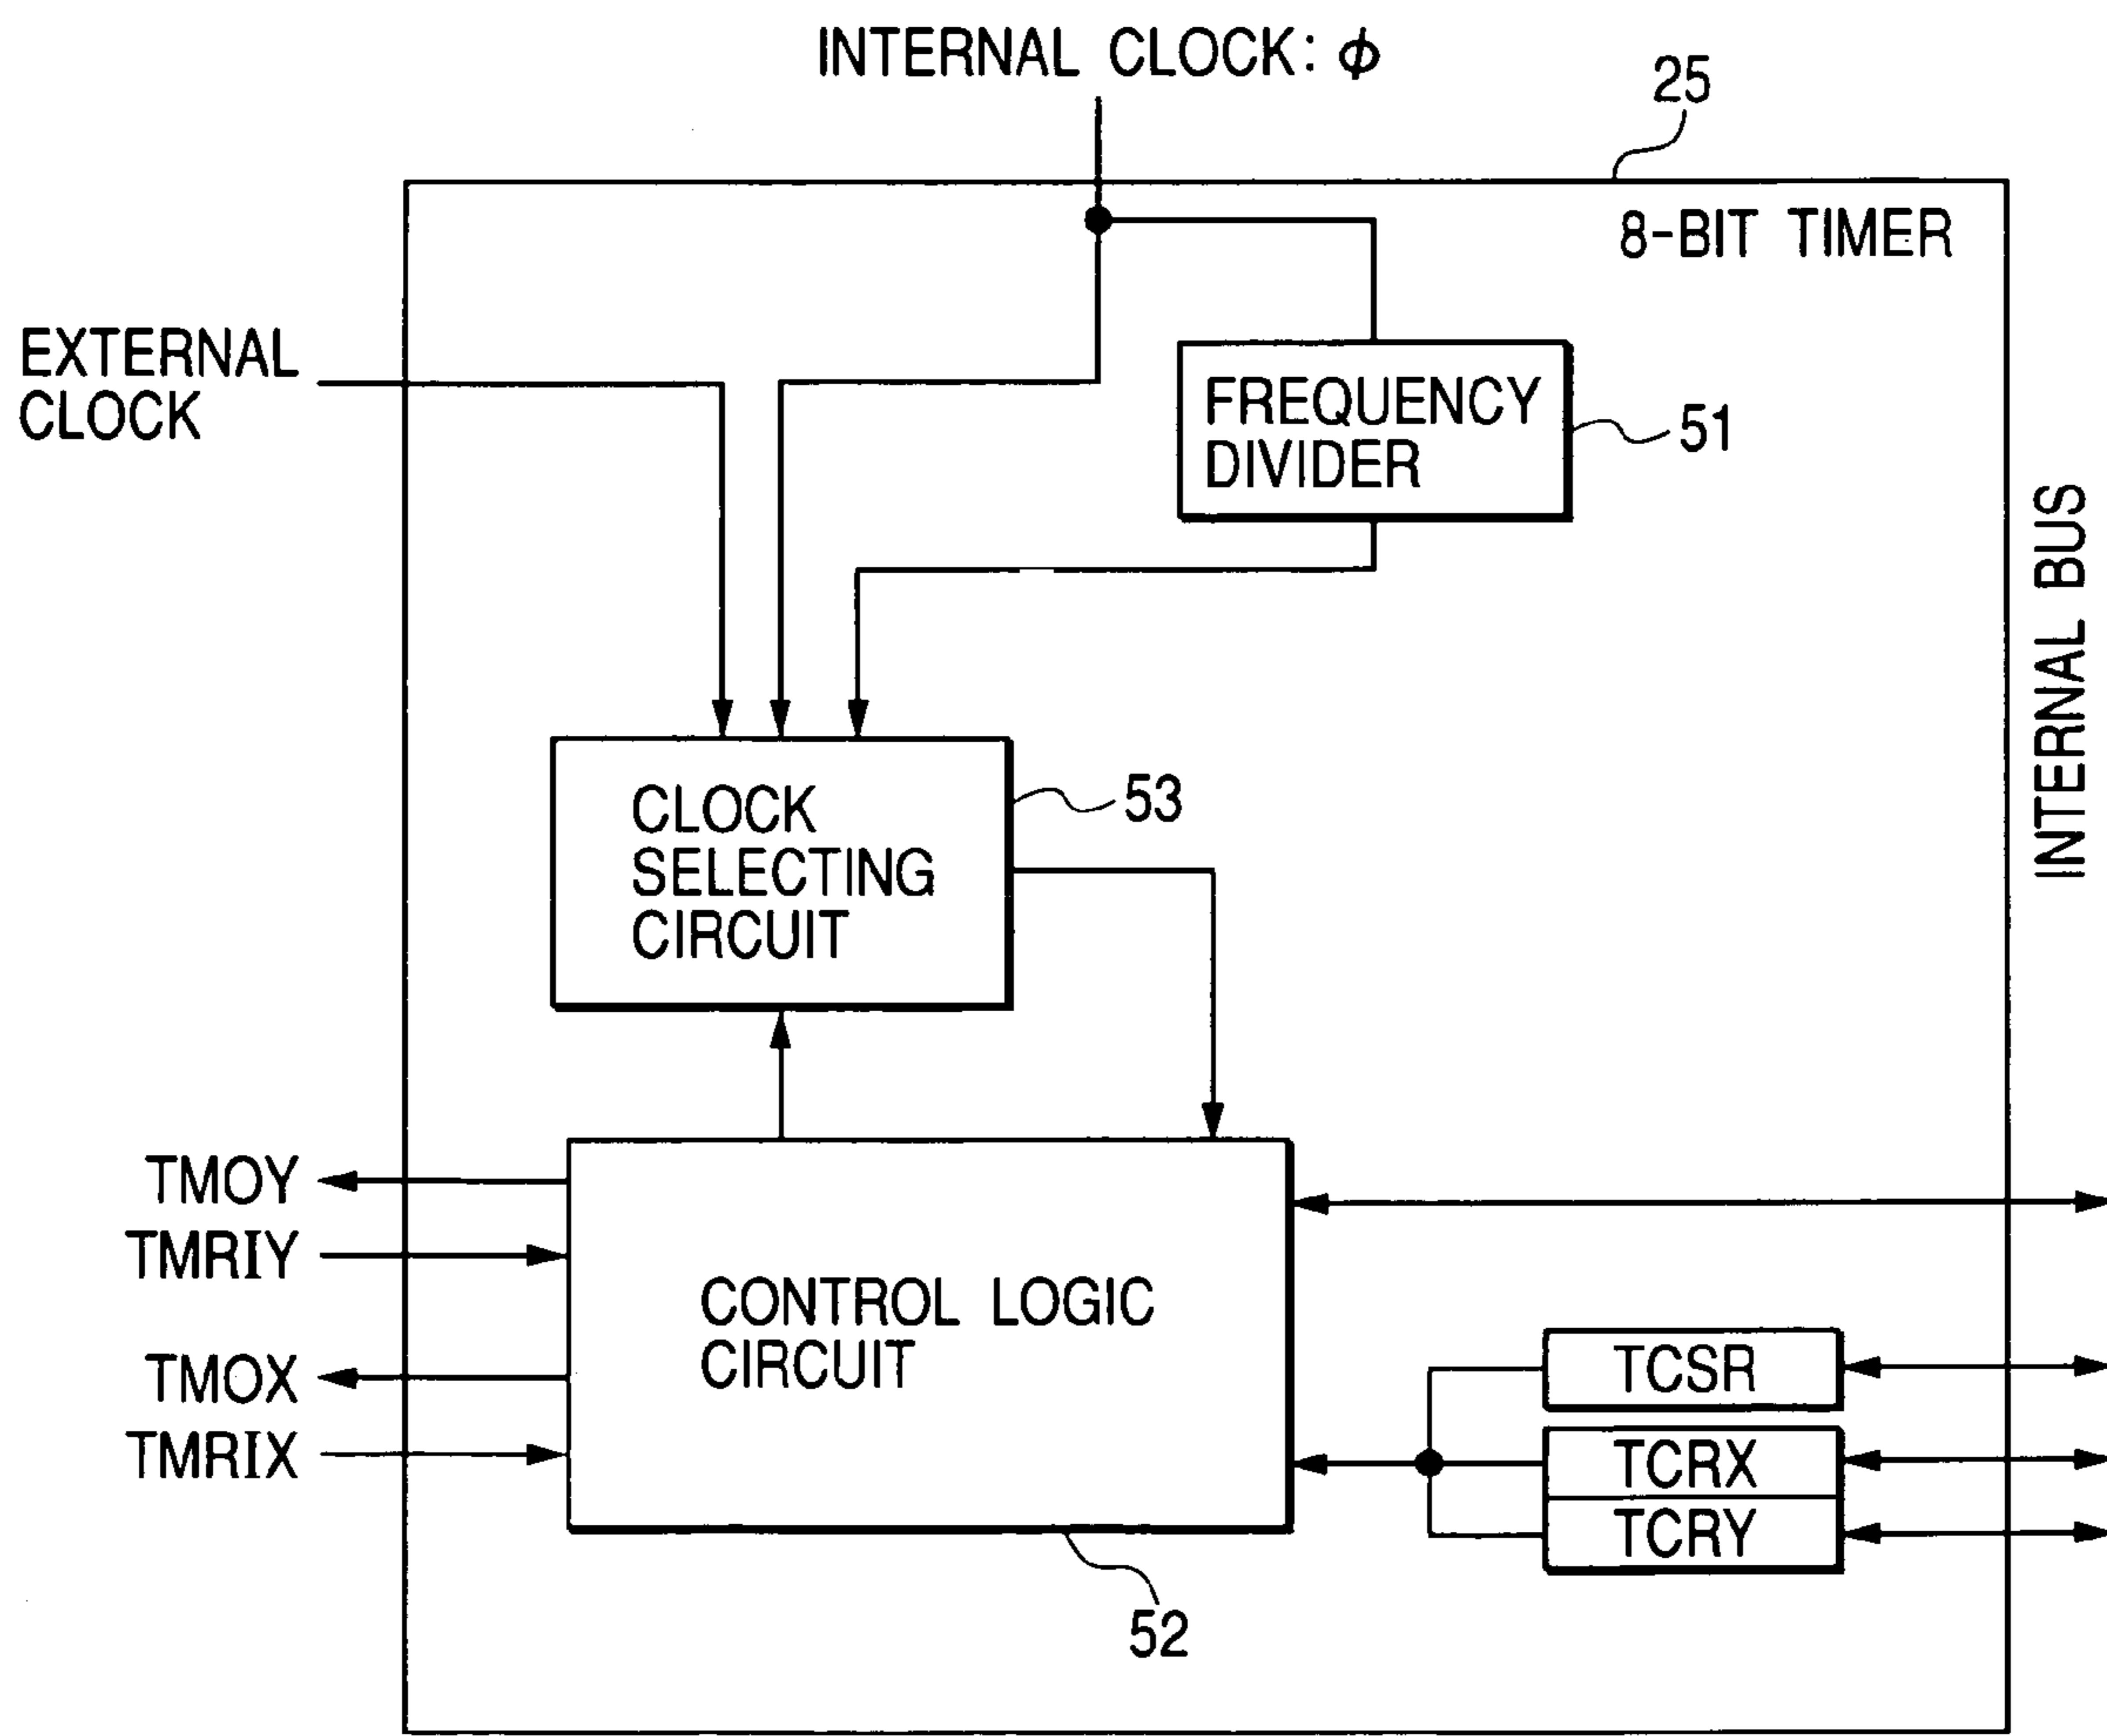 INTERNAL CLOCK: ϕ
25
8-BIT TIMER
EXTERNAL
CLOCK
FREQUENCY
DIVIDER
51
INTERNAL BUS
CLOCK
SELECTING
CIRCUIT
53
TMOY
TMRIY
TMOX
TMRIX
CONTROL LOGIC
CIRCUIT
TCSR
TCRX
TCRY
52